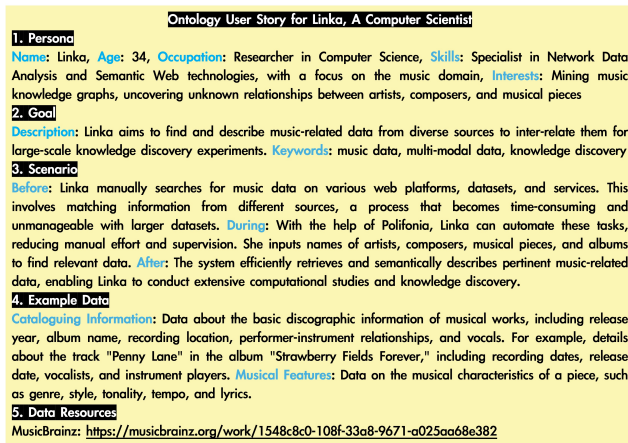 Ontology User Story for Linka, A Computer Scientist
1. Persona
Name: Linka, Age: 34, Occupation: Researcher in Computer Science, Skills: Specialist in Network Data
Analysis and Semantic Web technologies, with a focus on the music domain, Interests: Mining music
knowledge graphs, uncovering unknown relationships between artists, composers, and musical pieces
2. Goal
Description: Linka aims to find and describe music-related data from diverse sources to inter-relate them for
large-scale knowledge discovery experiments. Keywords: music data, multi-modal data, knowledge discovery
3. Scenario
Before: Linka manually searches for music data on various web platforms, datasets, and services. This
involves matching information from different sources, a process that becomes time-consuming and
unmanageable with larger datasets. During: With the help of Polifonia, Linka can automate these tasks,
reducing manual effort and supervision. She inputs names of artists, composers, musical pieces, and albums
to find relevant data. After: The system efficiently retrieves and semantically describes pertinent music-related
data, enabling Linka to conduct extensive computational studies and knowledge discovery.
4. Example Data
Cataloguing Information: Data about the basic discographic information of musical works, including release
year, album name, recording location, performer-instrument relationships, and vocals. For example, details
about the track "Penny Lane" in the album "Strawberry Fields Forever," including recording dates, release
date, vocalists, and instrument players. Musical Features: Data on the musical characteristics of a piece, such
as genre, style, tonality, tempo, and lyrics.
5. Data Resources
MusicBrainz: https://musicbrainz.org/work/1548c8c0-108f-33a8-9671-a025aa68e382